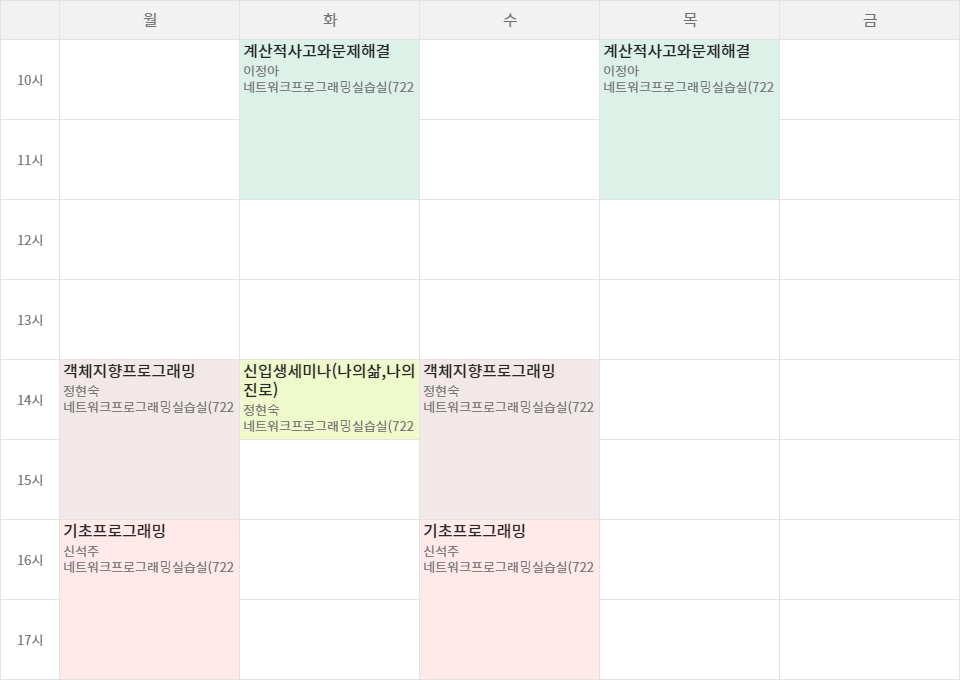 월 화 수 목 금
10시
계산적사고와문제해결
이정아
네트워크프로그래밍실습실(722
계산적사고와문제해결
이정아
네트워크프로그래밍실습실(722
11시
12시
13시
14시
객체지향프로그래밍
정현숙
네트워크프로그래밍실습실(722
신입생세미나(나의삶,나의
진로)
정현숙
네트워크프로그래밍실습실(722
객체지향프로그래밍
정현숙
네트워크프로그래밍실습실(722
15시
16시
기초프로그래밍
신석주
네트워크프로그래밍실습실(722
기초프로그래밍
신석주
네트워크프로그래밍실습실(722
17시